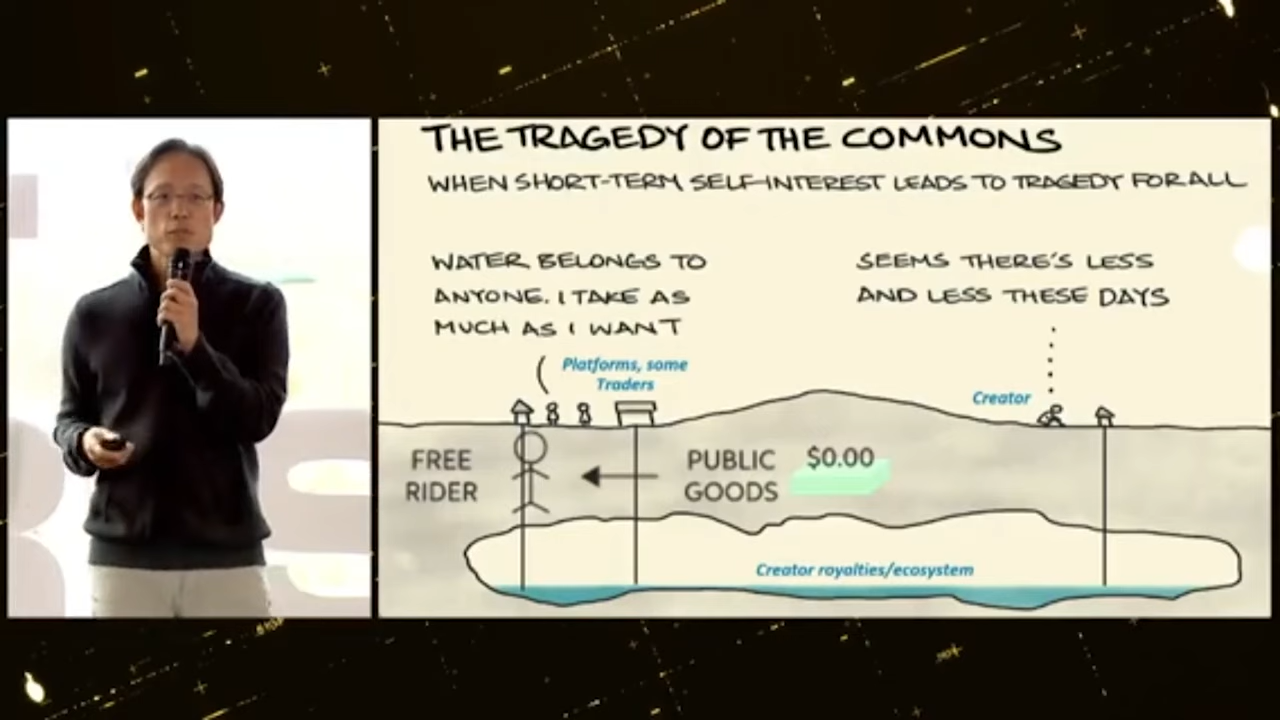 THE TRAGEDY OF THE COMMONS
WHEN SHORT-TERM SELF-INTEREST LEADS TO TRAGEDY FOR ALL
WATER BELONGS TO
ANYONE. I TAKE AS
MUCH AS I WANT
SEEMS THERE'S LESS
AND LESS THESE DAYS
Platforms, some
Traders
Creator
FREE
RIDER
PUBLIC
GOODS
$0.00
Creator royalties/ecosystem